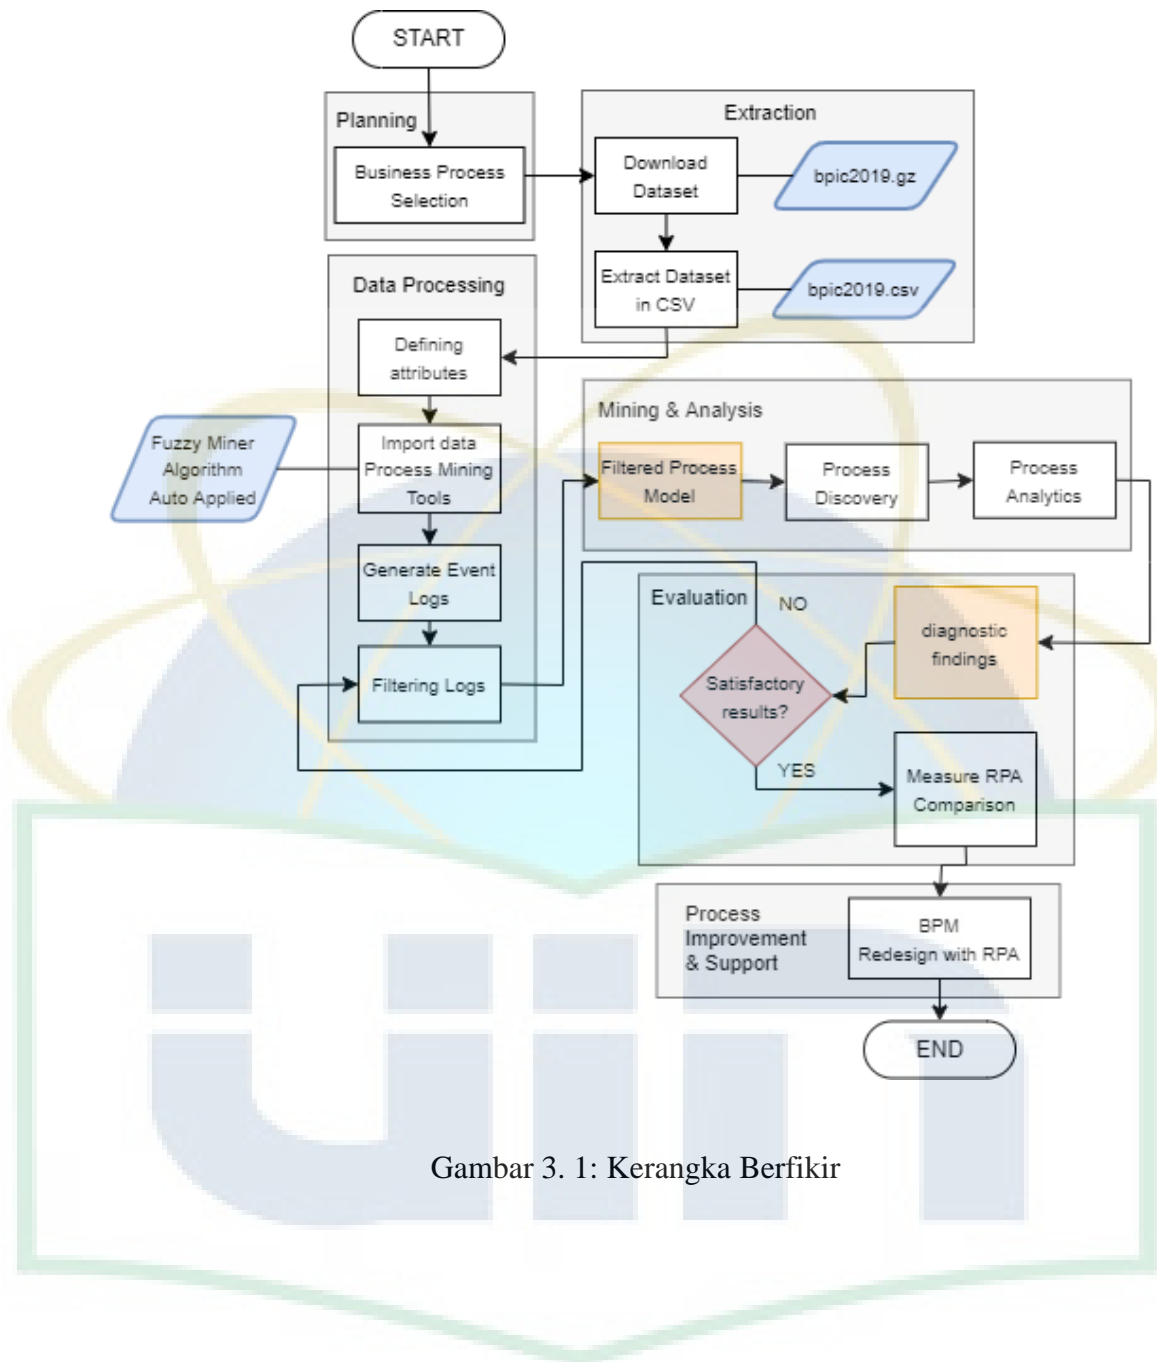 START
Planning
Business Process
Selection
Extraction
Download
Dataset
bpic2019.gz
Extract Dataset
in CSV
bpic2019.csv
Data Processing
Defining
attributes
Import data
Process Mining
Tools
Fuzzy Miner
Algorithm
Auto Applied
Generate Event
Logs
Filtering Logs
Mining & Analysis
Filtered Process
Model
Process
Discovery
Process
Analytics
Evaluation
diagnostic
findings
Satisfactory
results?
NO
YES
Measure RPA
Comparison
Process
Improvement
& Support
BPM
Redesign with RPA
END
Gambar 3. 1: Kerangka Berfikir
uin